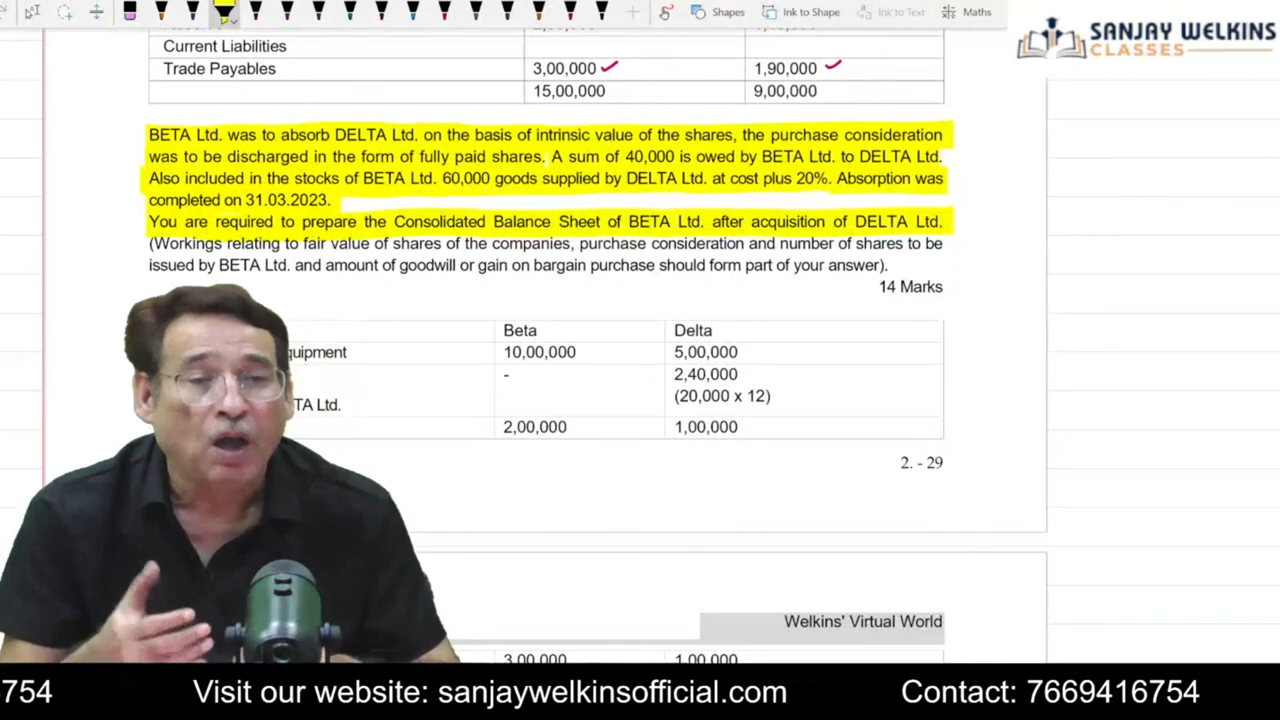 Shapes
Ink to Shape
Ink to Text
Maths
SANJAY WELKINS
CLASSES
Current Liabilities
Trade Payables 3,00,000 1,90,000
15,00,000 9,00,000
BETA Ltd. was to absorb DELTA Ltd. on the basis of intrinsic value of the shares, the purchase consideration
was to be discharged in the form of fully paid shares. A sum of 40,000 is owed by BETA Ltd. to DELTA Ltd.
Also included in the stocks of BETA Ltd. 60,000 goods supplied by DELTA Ltd. at cost plus 20%. Absorption was
completed on 31.03.2023.
You are required to prepare the Consolidated Balance Sheet of BETA Ltd. after acquisition of DELTA Ltd.
(Workings relating to fair value of shares of the companies, purchase consideration and number of shares to be
issued by BETA Ltd. and amount of goodwill or gain on bargain purchase should form part of your answer).
14 Marks
Beta Delta
quipment 10,00,000 5,00,000
- 2,40,000
(20,000 x 12)
TA Ltd.
2,00,000 1,00,000
2. - 29
Welkins' Virtual World
3,00,000 1,00,000
754 Visit our website: sanjaywelkinsofficial.com Contact: 7669416754